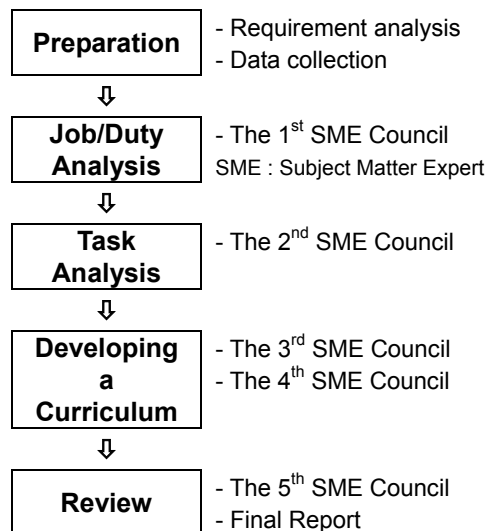 Preparation
- Requirement analysis
- Data collection
⇩
Job/Duty
Analysis
- The 1st SME Council
SME : Subject Matter Expert
⇩
Task
Analysis
- The 2nd SME Council
⇩
Developing
a
Curriculum
- The 3rd SME Council
- The 4th SME Council
⇩
Review
- The 5th SME Council
- Final Report